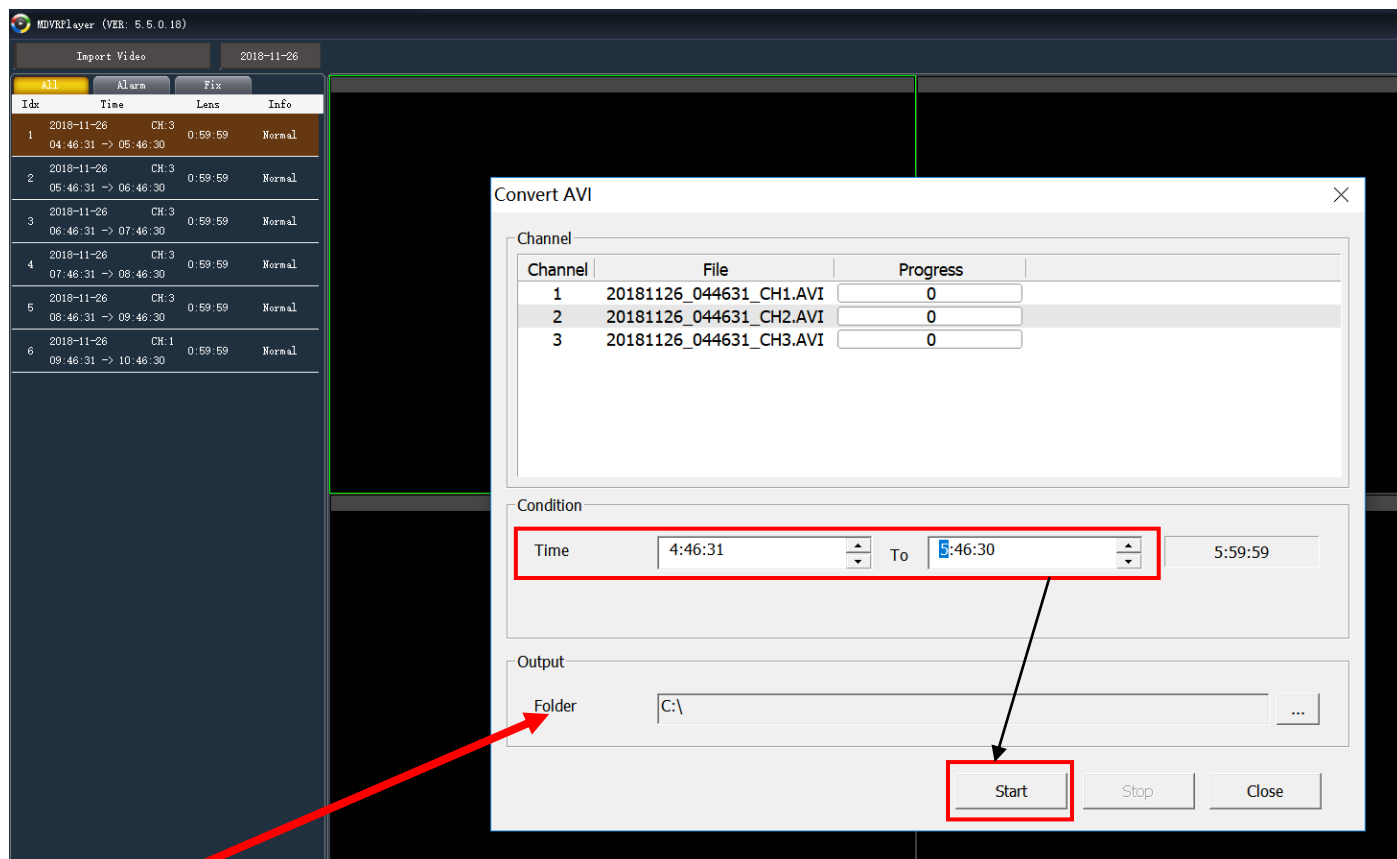 MDVRPlayer (VER: 5.5.0.18)
Import Video 2018-11-26
All Alarm Fix
Idx Time Lens Info
1 2018-11-26 CH:3 0:59:59 Normal
04:46:31 -> 05:46:30
2 2018-11-26 CH:3 0:59:59 Normal
05:46:31 -> 06:46:30
3 2018-11-26 CH:3 0:59:59 Normal
06:46:31 -> 07:46:30
4 2018-11-26 CH:3 0:59:59 Normal
07:46:31 -> 08:46:30
5 2018-11-26 CH:3 0:59:59 Normal
08:46:31 -> 09:46:30
6 2018-11-26 CH:1 0:59:59 Normal
09:46:31 -> 10:46:30
Convert AVI
Channel
Channel File Progress
1 20181126_044631_CH1.AVI 0
2 20181126_044631_CH2.AVI 0
3 20181126_044631_CH3.AVI 0
Condition
Time 4:46:31 To 5:46:30 5:59:59
Output
Folder C:\ ...
Start Stop Close